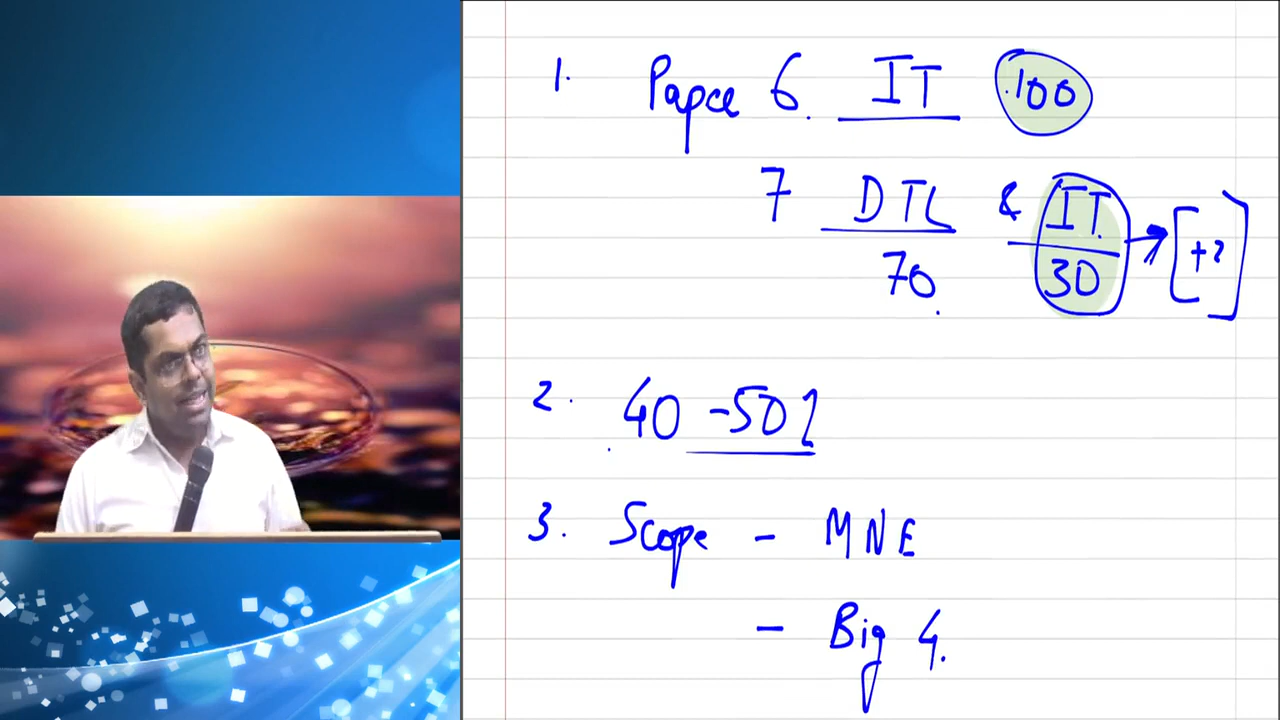 1. Paper 6. IT 100
7 DTL & IT → [+2]
70. 30
2. 40-50%
3. Scope - MNE
- Big 4.